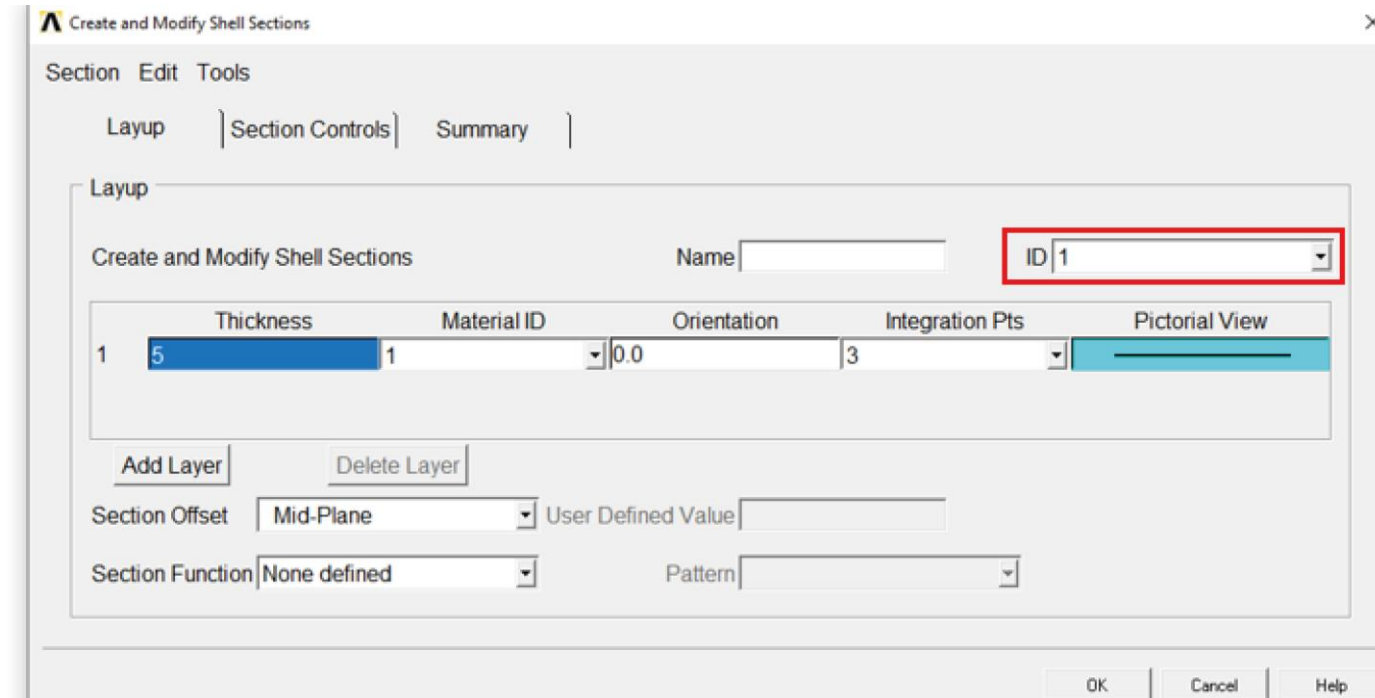 Create and Modify Shell Sections
Section Edit Tools
Layup Section Controls Summary
Layup
Create and Modify Shell Sections Name ID 1
Thickness Material ID Orientation Integration Pts Pictorial View
1 5 1 0.0 3
Add Layer Delete Layer
Section Offset Mid-Plane User Defined Value
Section Function None defined Pattern
OK Cancel Help